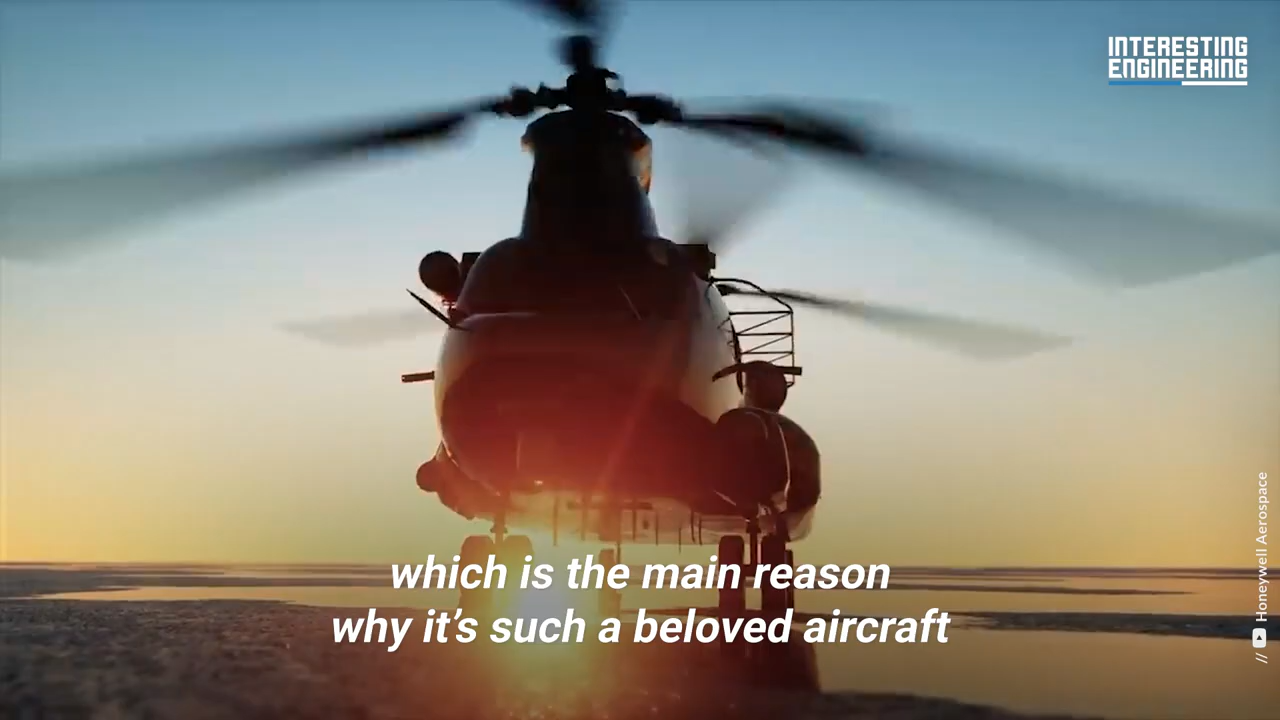 INTERESTING
ENGINEERING
which is the main reason
why it's such a beloved aircraft
// Honeywell Aerospace